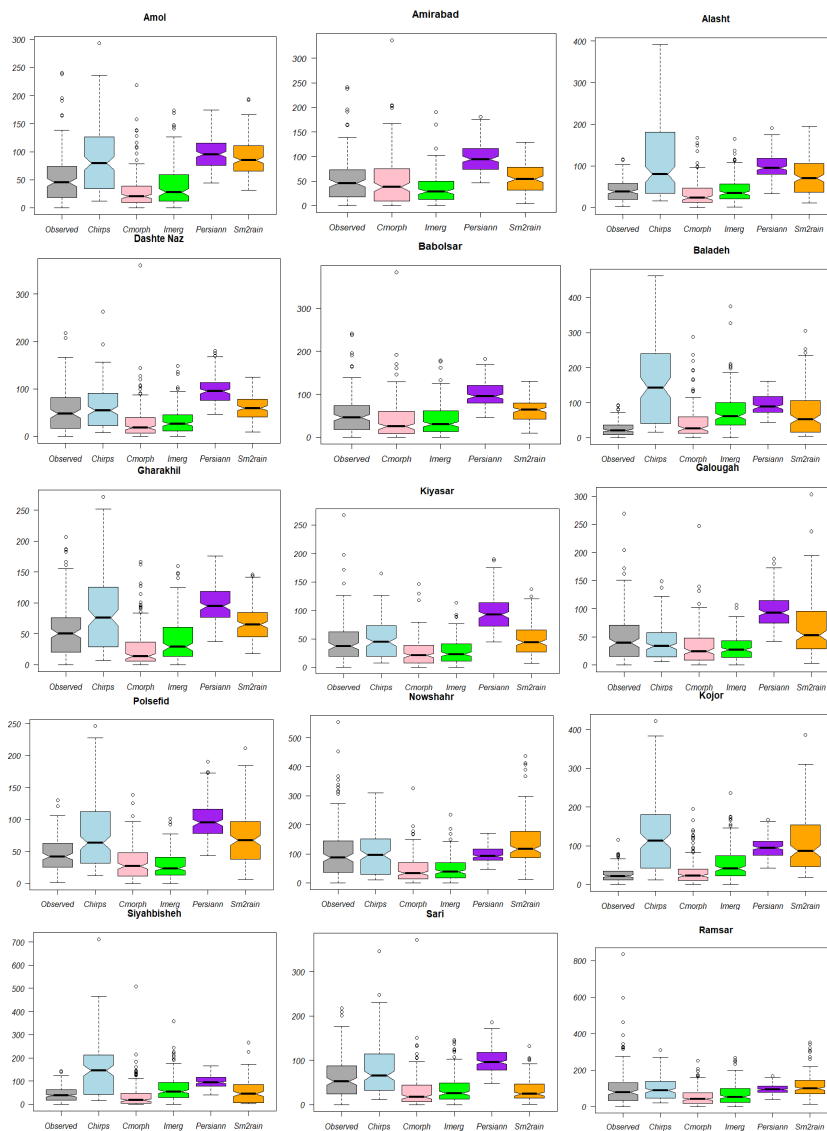 Amol
300
250
200
150
100
50
0
Observed Chirps Cmorph Imerg Persiann Sm2rain
Amirabad
300
250
200
150
100
50
0
Observed Cmorph Imerg Persiann Sm2rain
Alasht
400
300
200
100
0
Observed Chirps Cmorph Imerg Persiann Sm2rain
Dashte Naz
300
200
100
0
Observed Chirps Cmorph Imerg Persiann Sm2rain
Babolsar
300
200
100
0
Observed Cmorph Imerg Persiann Sm2rain
Baladeh
400
300
200
100
0
Observed Chirps Cmorph Imerg Persiann Sm2rain
Gharakhil
250
200
150
100
50
0
Observed Chirps Cmorph Imerg Persiann Sm2rain
Kiyasar
250
200
150
100
50
0
Observed Chirps Cmorph Imerg Persiann Sm2rain
Galougah
300
250
200
150
100
50
0
Observed Chirps Cmorph Imerg Persiann Sm2rain
Polsefid
250
200
150
100
50
0
Observed Chirps Cmorph Imerg Persiann Sm2rain
Nowshahr
500
400
300
200
100
0
Observed Chirps Cmorph Imerg Persiann Sm2rain
Kojor
400
300
200
100
0
Observed Chirps Cmorph Imerg Persiann Sm2rain
Siyahbisheh
700
600
500
400
300
200
100
0
Observed Chirps Cmorph Imerg Persiann Sm2rain
Sari
300
200
100
0
Observed Chirps Cmorph Imerg Persiann Sm2rain
Ramsar
800
600
400
200
0
Observed Chirps Cmorph Imerg Persiann Sm2rain